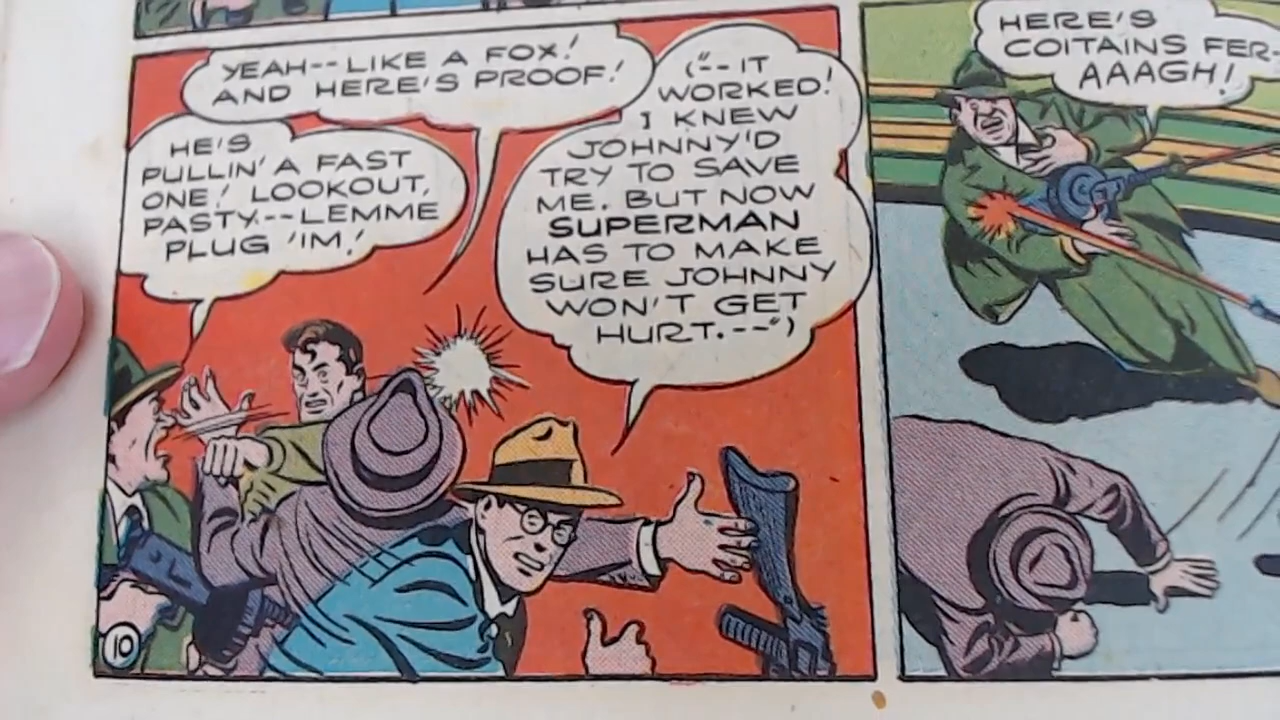 YEAH--LIKE A FOX!
AND HERE'S PROOF!
HE'S
PULLIN' A FAST
ONE! LOOKOUT,
PASTY--LEMME
PLUG 'IM!
("--IT
WORKED!
I KNEW
JOHNNY'D
TRY TO SAVE
ME. BUT NOW
SUPERMAN
HAS TO MAKE
SURE JOHNNY
WON'T GET
HURT.--")
10
HERE'S
COITAINS FER-
AAAGH!